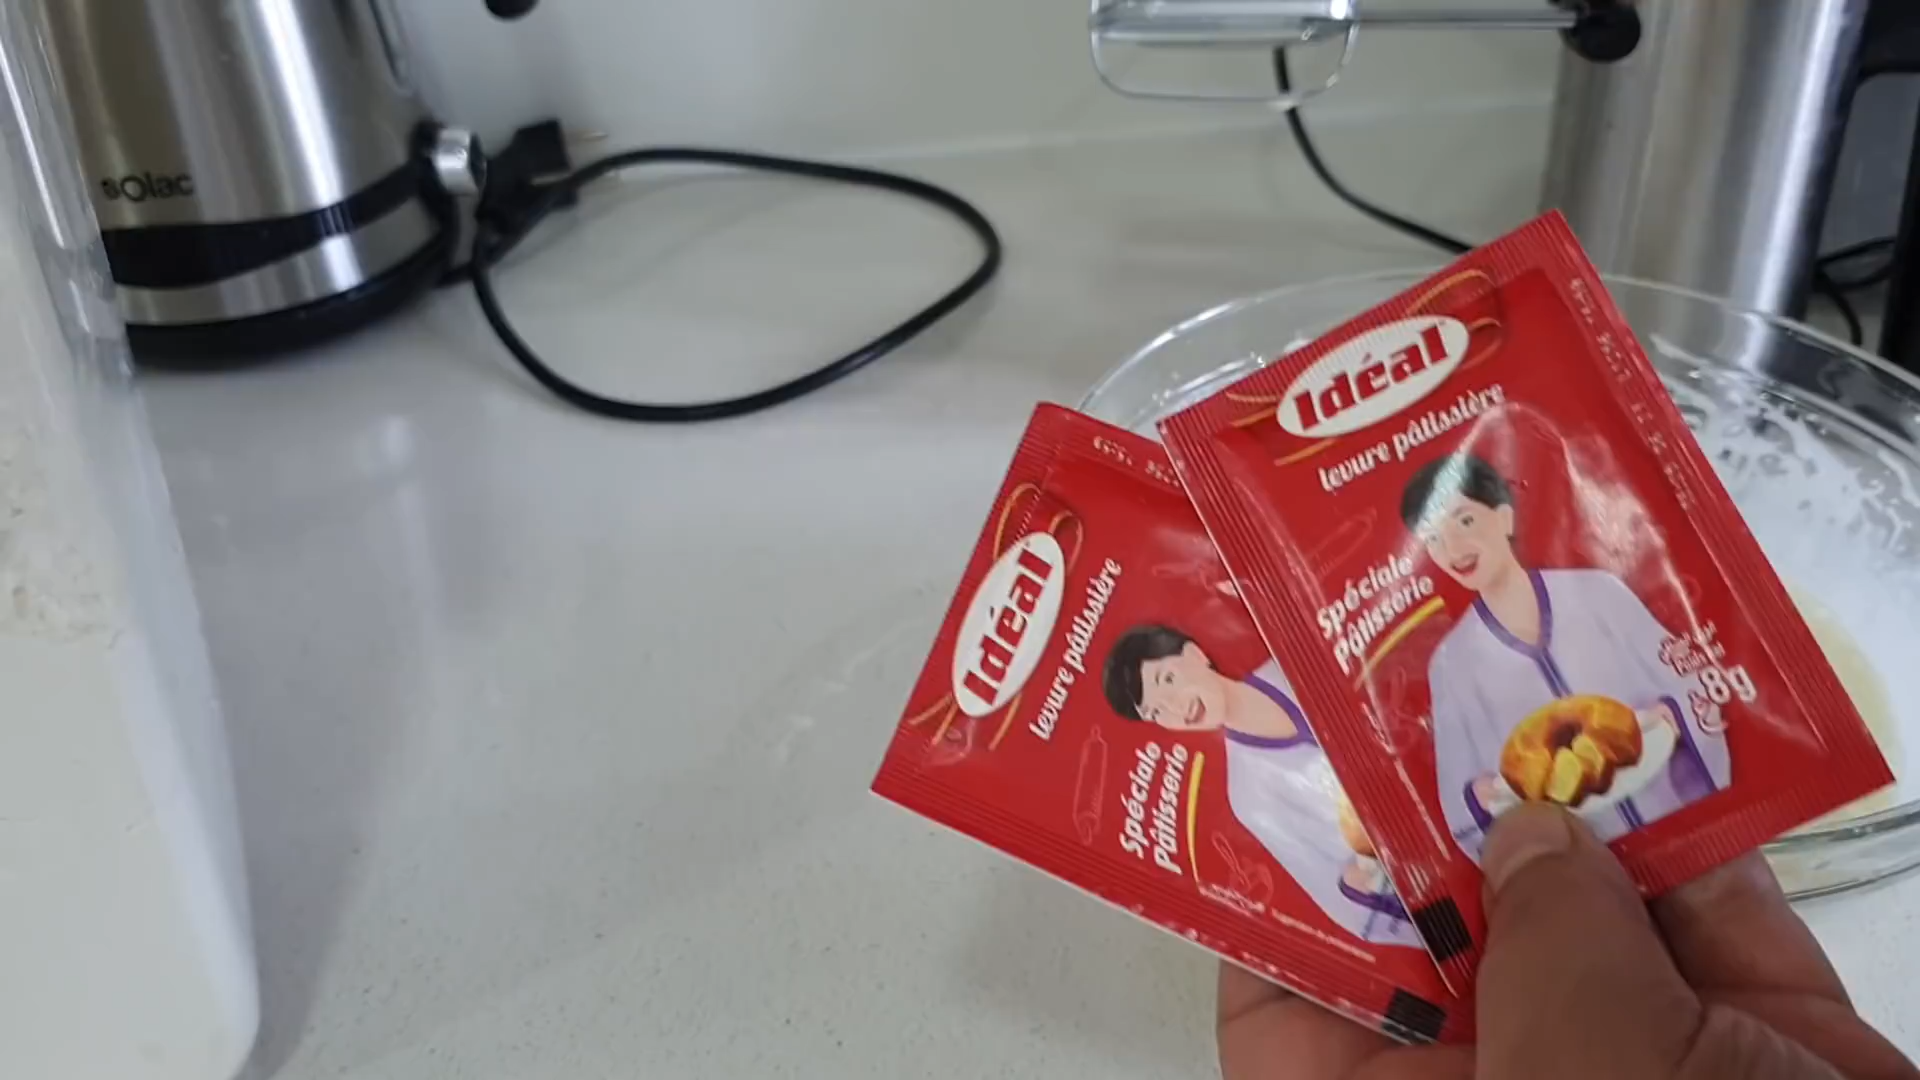 solac
Idéal
levure pâtissière
Spéciale
Pâtisserie
8g
Idéal
levure pâtissière
Spéciale
Pâtisserie